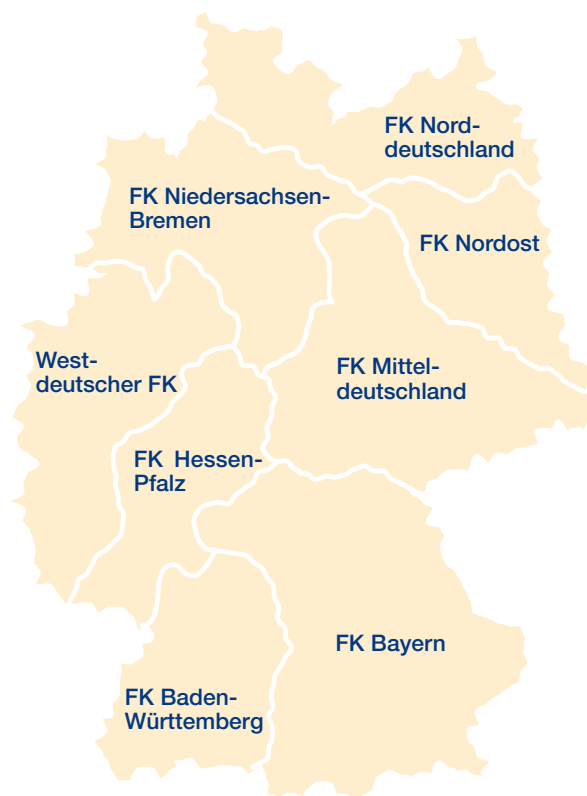 FK Nord-
deutschland
FK Niedersachsen-
Bremen
FK Nordost
West-
deutscher FK
FK Mittel-
deutschland
FK Hessen-
Pfalz
FK Bayern
FK Baden-
Württemberg